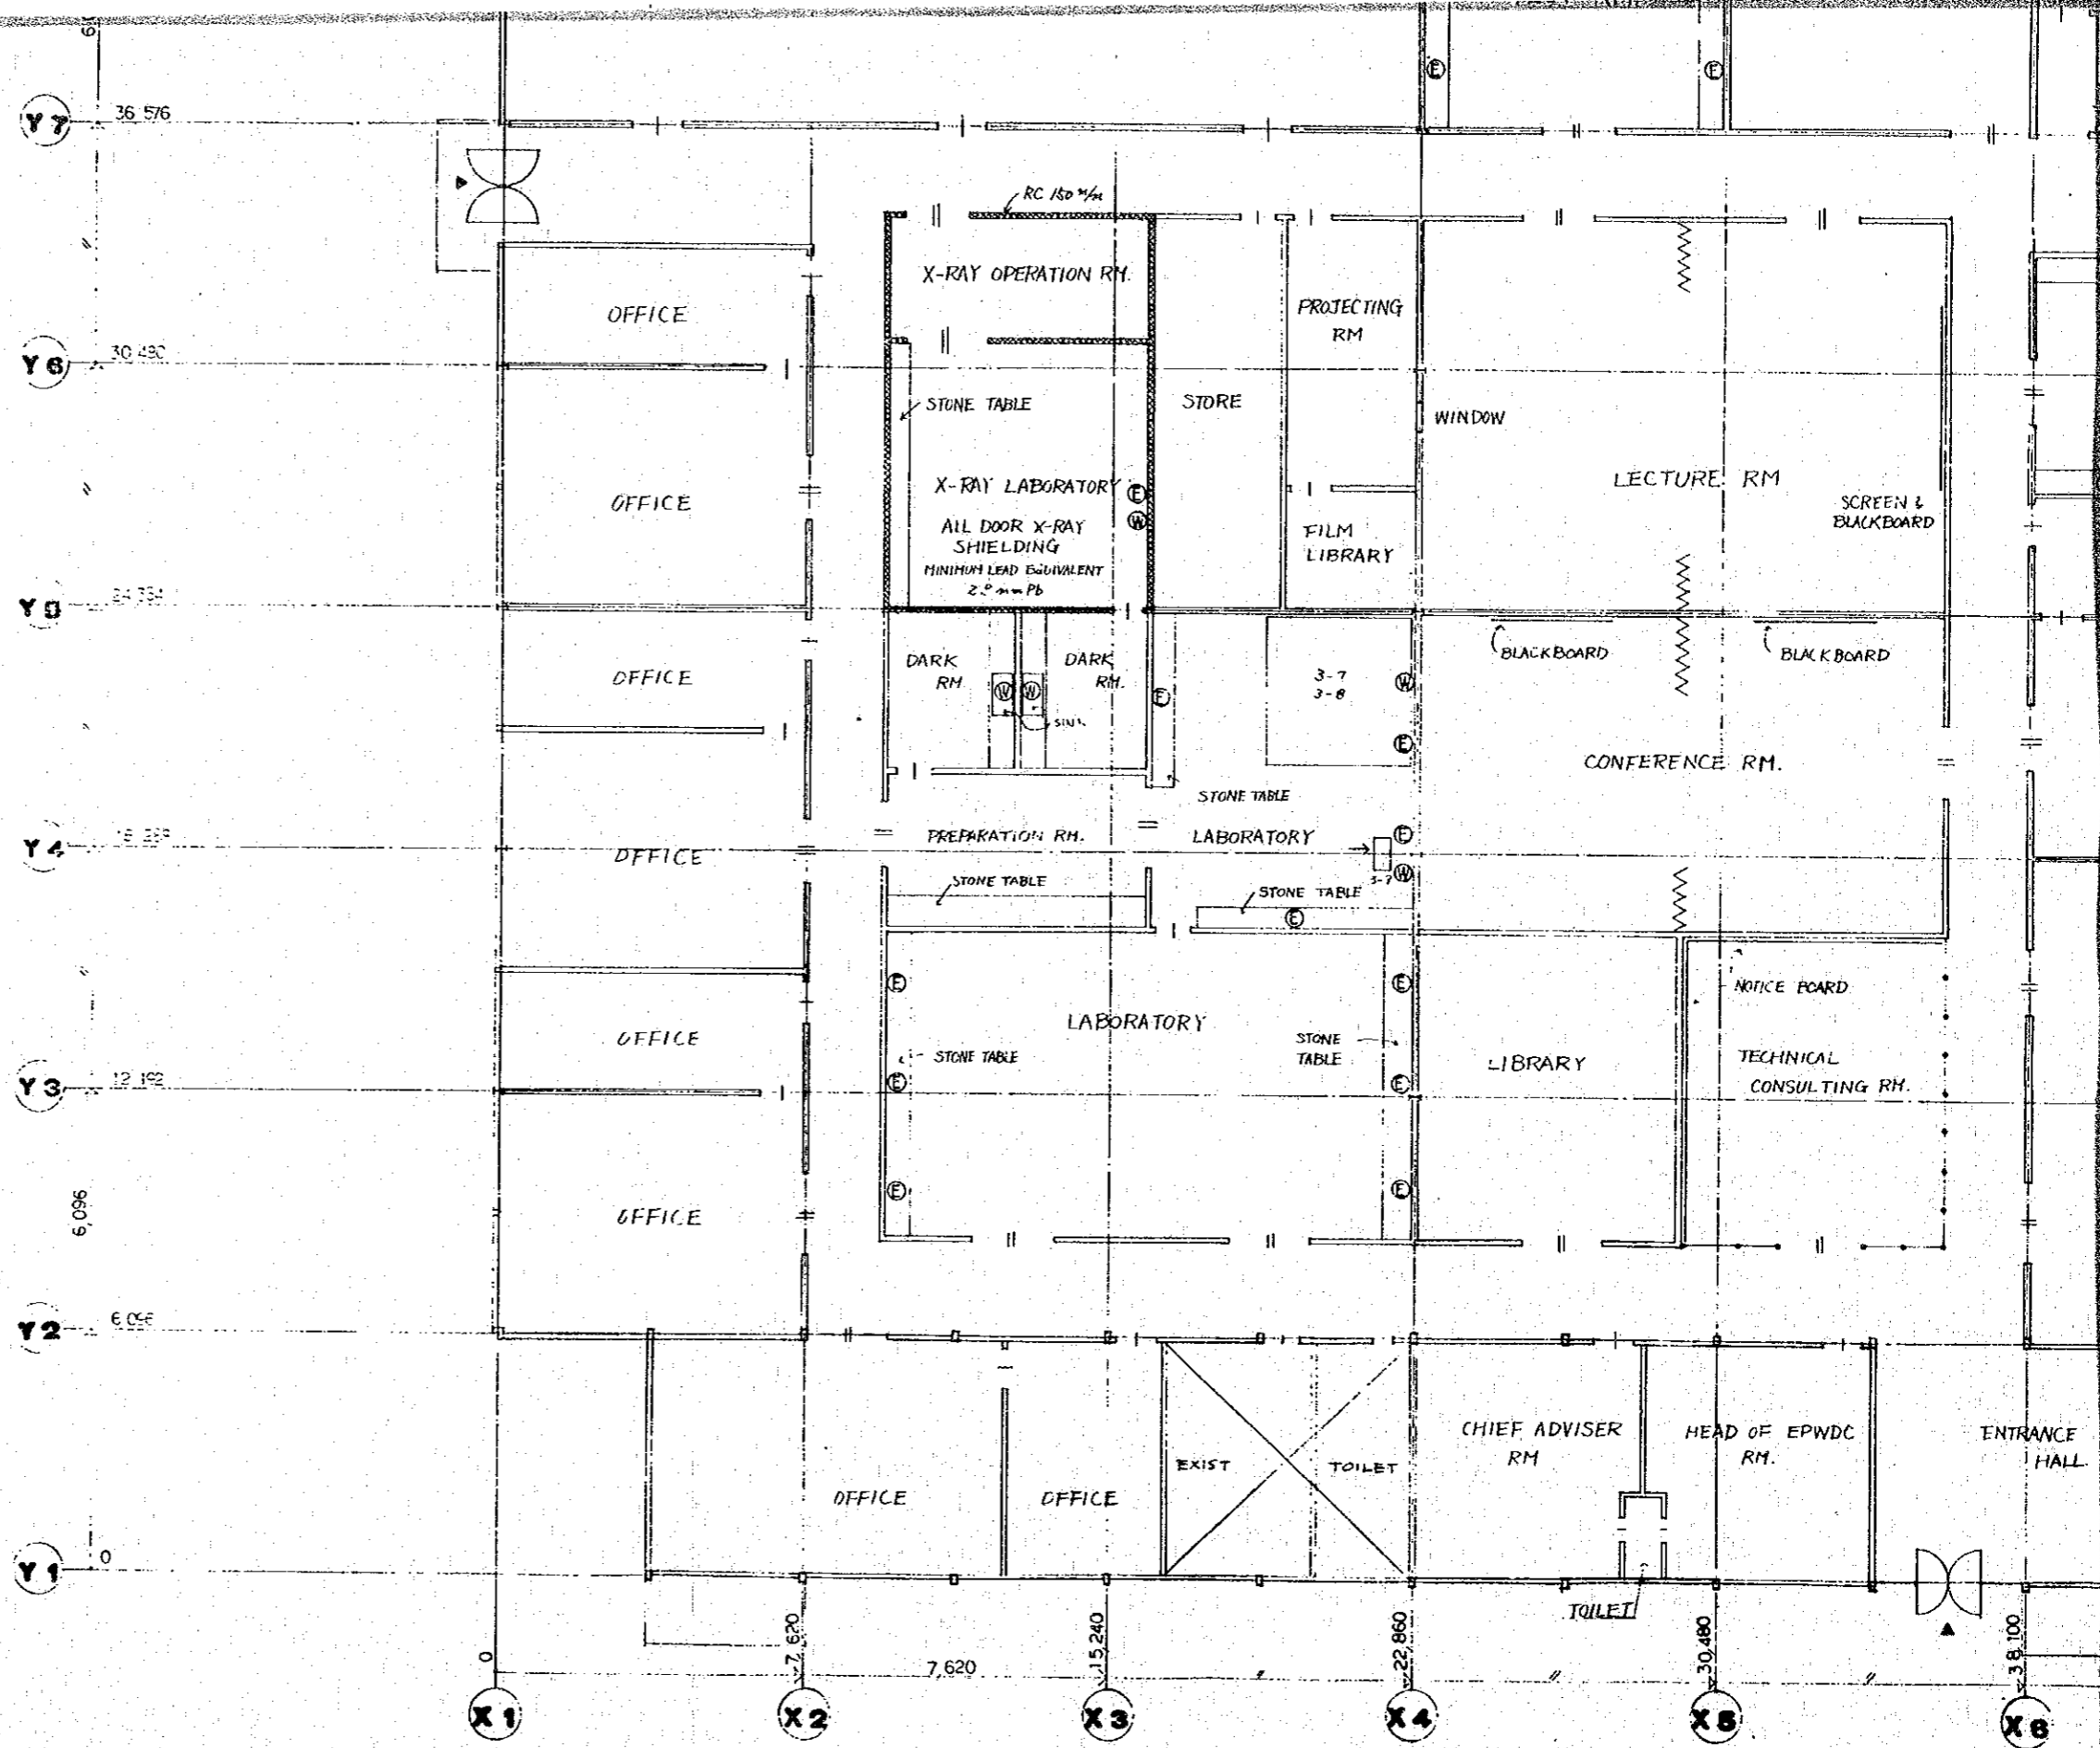 Y7
36 576
E
E
RC 150 m/m
X-RAY OPERATION RM.
OFFICE
PROJECTING
RM
Y6
30 480
STONE TABLE
STORE
WINDOW
OFFICE
X-RAY LABORATORY
E
W
LECTURE RM
SCREEN &
BLACKBOARD
ALL DOOR X-RAY
SHIELDING
MINIMUM LEAD EQUIVALENT
FILM
LIBRARY
BLACKBOARD
BLACKBOARD
OFFICE
DARK
RM
W
W
DARK
RM.
SINK
E
3-7
3-8
W
E
CONFERENCE RM.
STONE TABLE
Y4
OFFICE
PREPARATION RM.
LABORATORY
E
3-7
W
STONE TABLE
STONE TABLE
E
E
E
NOTICE BOARD
OFFICE
LABORATORY
STONE TABLE
STONE
TABLE
LIBRARY
TECHNICAL
CONSULTING RM.
Y3
12 192
E
E
6,096
OFFICE
E
E
Y2
6 096
CHIEF ADVISER
RM
HEAD OF EPWDC
RM.
ENTRANCE
HALL
EXIST
TOILET
OFFICE
OFFICE
Y1
0
TOILET
0
7 620
7,620
15 240
22 860
30 480
38 100
X1
X2
X3
X4
X5
X6